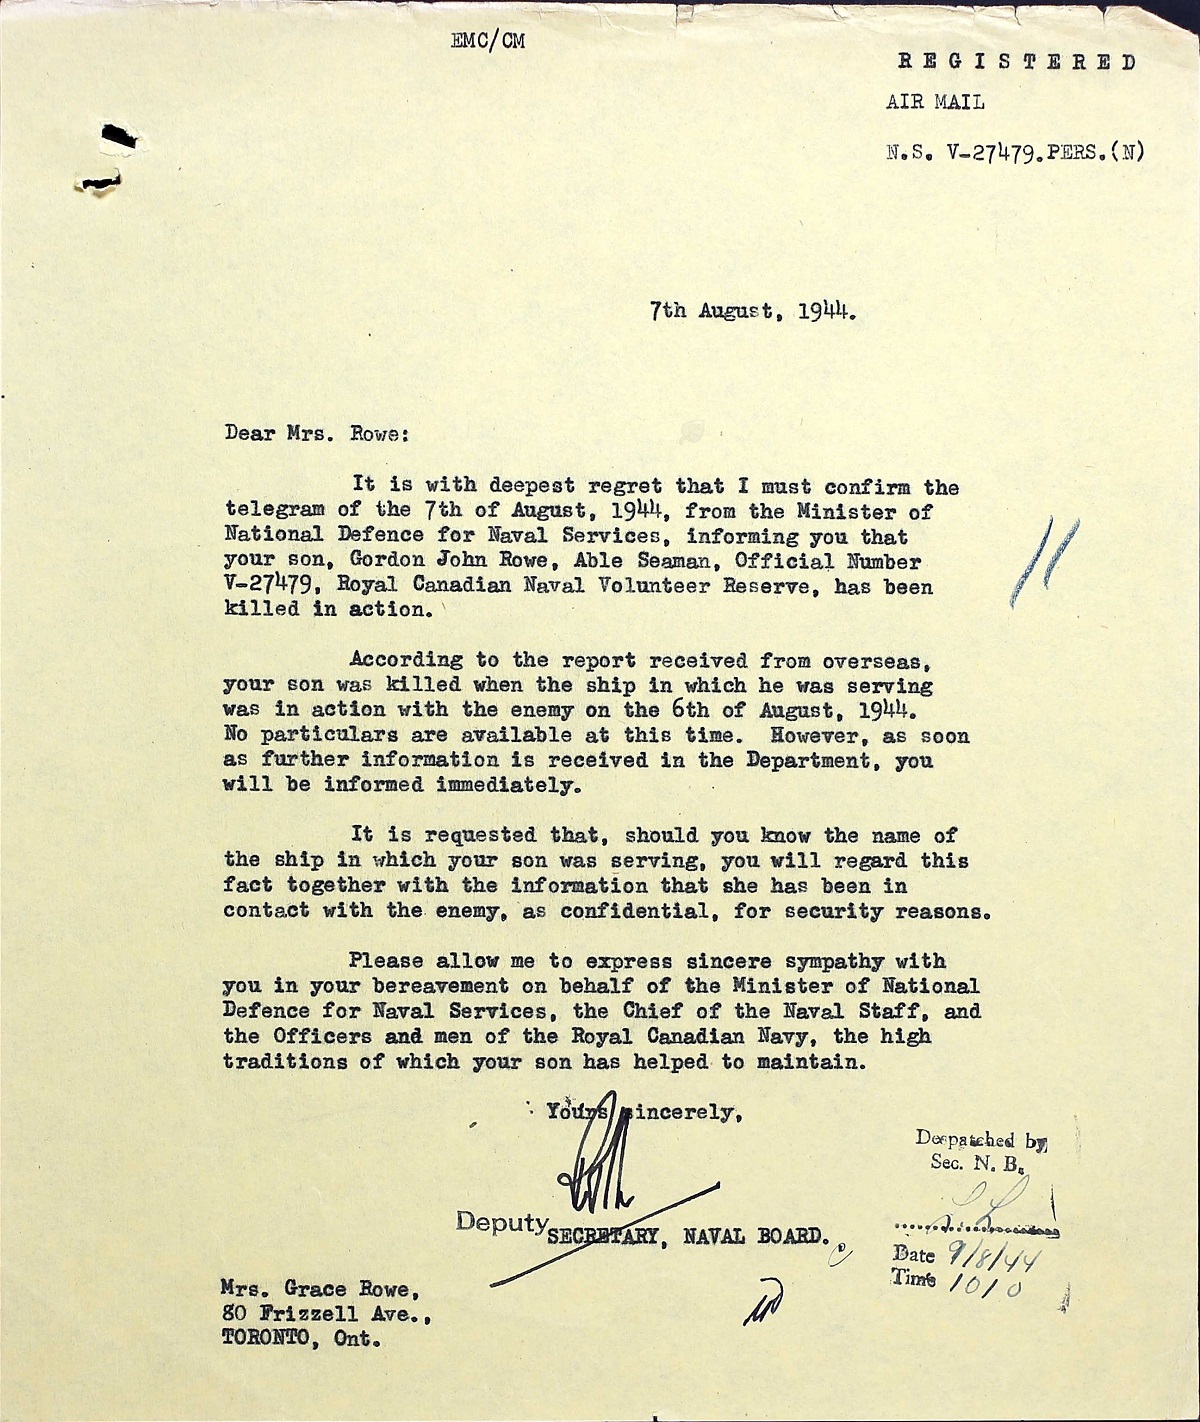 EMC/CM
REGISTERED
AIR MAIL
N.S. V-27479.PERS.(N)
7th August, 1944.
Dear Mrs. Rowe:
It is with deepest regret that I must confirm the
telegram of the 7th of August, 1944, from the Minister of
National Defence for Naval Services, informing you that
your son, Gordon John Rowe, Able Seaman, Official Number
V-27479, Royal Canadian Naval Volunteer Reserve, has been
killed in action.
According to the report received from overseas,
your son was killed when the ship in which he was serving
was in action with the enemy on the 6th of August, 1944.
No particulars are available at this time. However, as soon
as further information is received in the Department, you
will be informed immediately.
It is requested that, should you know the name of
the ship in which your son was serving, you will regard this
fact together with the information that she has been in
contact with the enemy, as confidential, for security reasons.
Please allow me to express sincere sympathy with
you in your bereavement on behalf of the Minister of National
Defence for Naval Services, the Chief of the Naval Staff, and
the Officers and men of the Royal Canadian Navy, the high
traditions of which your son has helped to maintain.
Yours sincerely,
Deputy SECRETARY, NAVAL BOARD.
Despatched by
Sec. N. B.
Date 9/8/44
Time 1010
Mrs. Grace Rowe,
80 Frizzell Ave.,
TORONTO, Ont.